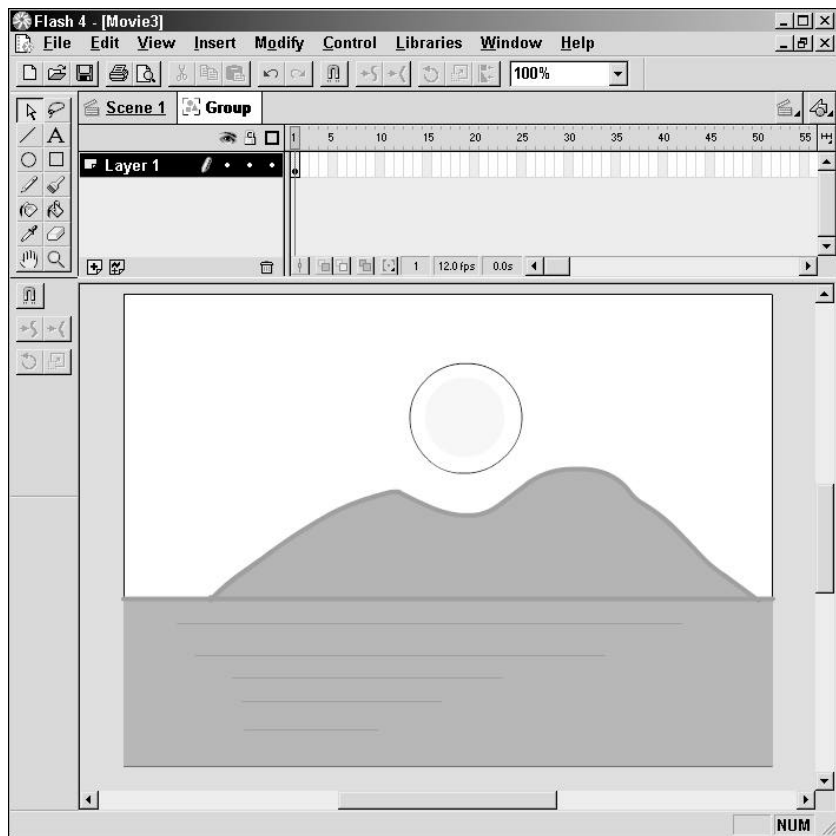 Flash 4 - [Movie3]
File Edit View Insert Modify Control Libraries Window Help
100%
Scene 1 Group
1 5 10 15 20 25 30 35 40 45 50 55
Layer 1
1 12.0 fps 0.0s
A
NUM